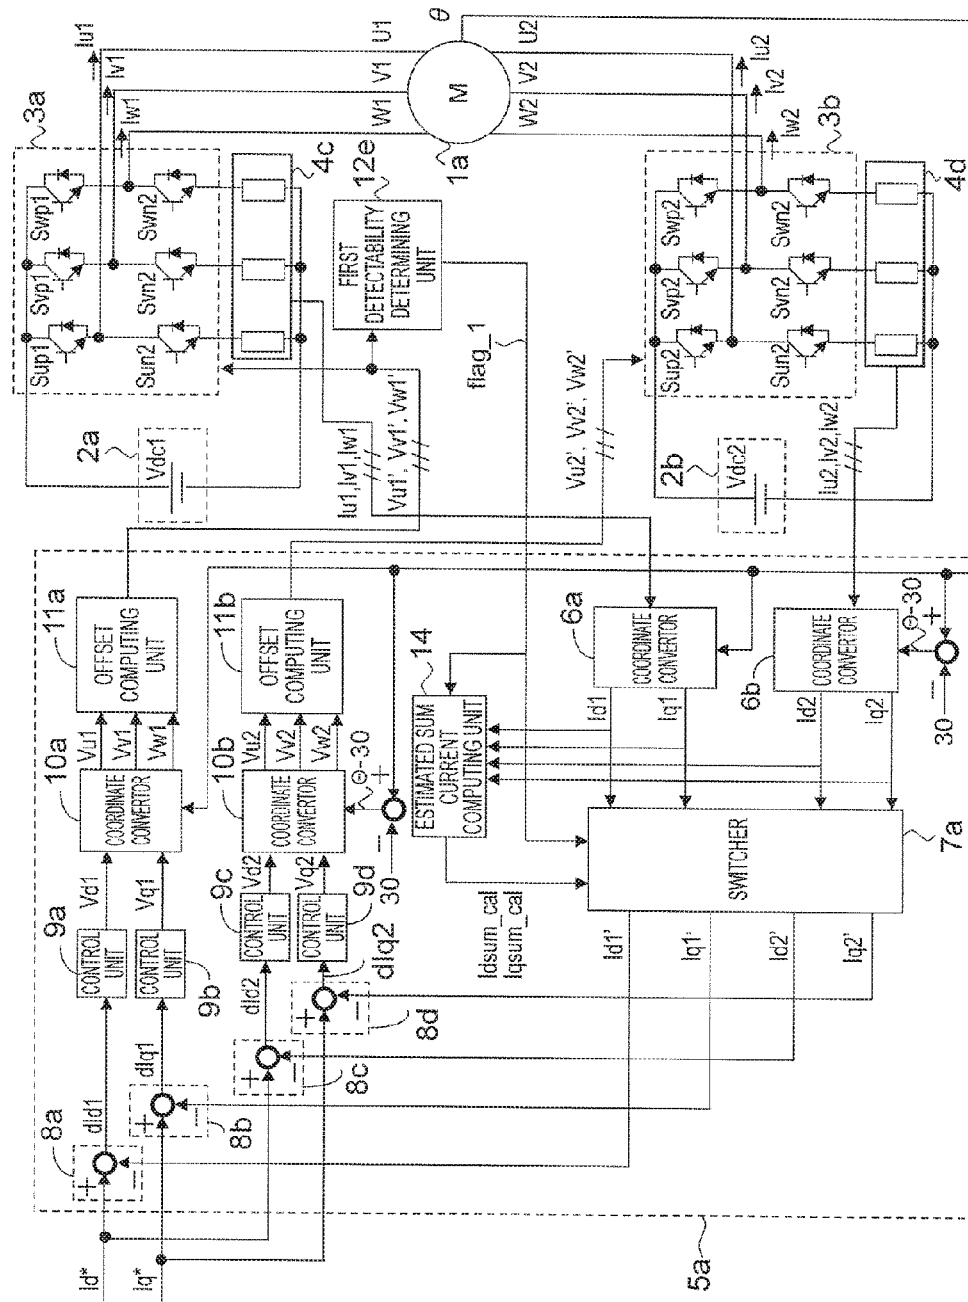 Id*
Iq*
5a
8a
+
−
dId1
8b
+
−
dIq1
8c
+
−
dId2
8d
+
−
dIq2
9a
CONTROL
UNIT
9b
CONTROL
UNIT
9c
CONTROL
UNIT
9d
CONTROL
UNIT
Vd1
Vq1
Vd2
Vq2
10a
COORDINATE
CONVERTOR
10b
COORDINATE
CONVERTOR
Vu1
Vv1
Vw1
Vu2
Vv2
Vw2
Θ-30
+
−
30
11a
OFFSET
COMPUTING
UNIT
11b
OFFSET
COMPUTING
UNIT
14
ESTIMATED SUM
CURRENT
COMPUTING UNIT
Idsum_cal
Iqsum_cal
SWITCHER
7a
Id1'
Iq1'
Id2'
Iq2'
6a
COORDINATE
CONVERTOR
Id1
Iq1
6b
COORDINATE
CONVERTOR
Id2
Iq2
Θ-30
+
−
30
2a
Vdc1
2b
Vdc2
Iu1,Iv1,Iw1
Vu1', Vv1', Vw1'
flag_1
Vu2', Vv2', Vw2'
Iu2,Iv2,Iw2
3a
Sup1
Svp1
Swp1
Sun2
Svn2
Swn2
4c
12e
FIRST
DETECTABILITY
DETERMINING
UNIT
3b
Sup2
Svp2
Swp2
Sun2
Svn2
Swn2
4d
Iu1
Iv1
Iw1
U1
V1
W1
M
1a
θ
U2
V2
W2
Iu2
Iv2
Iw2